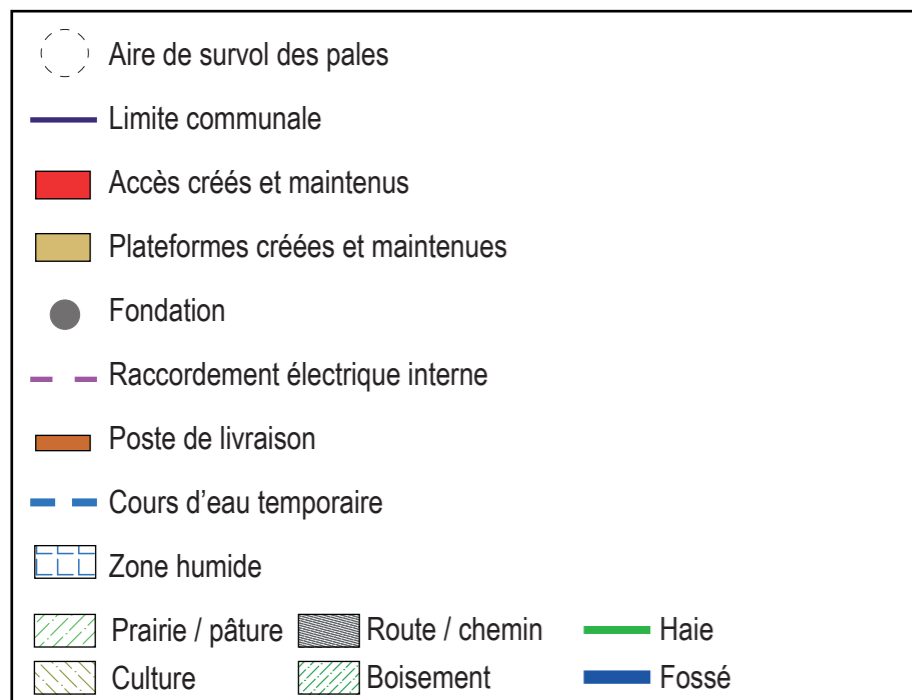 Aire de survol des pales
Limite communale
Accès créés et maintenus
Plateformes créées et maintenues
Fondation
Raccordement électrique interne
Poste de livraison
Cours d'eau temporaire
Zone humide
Prairie / pâture Route / chemin Haie
Culture Boisement Fossé